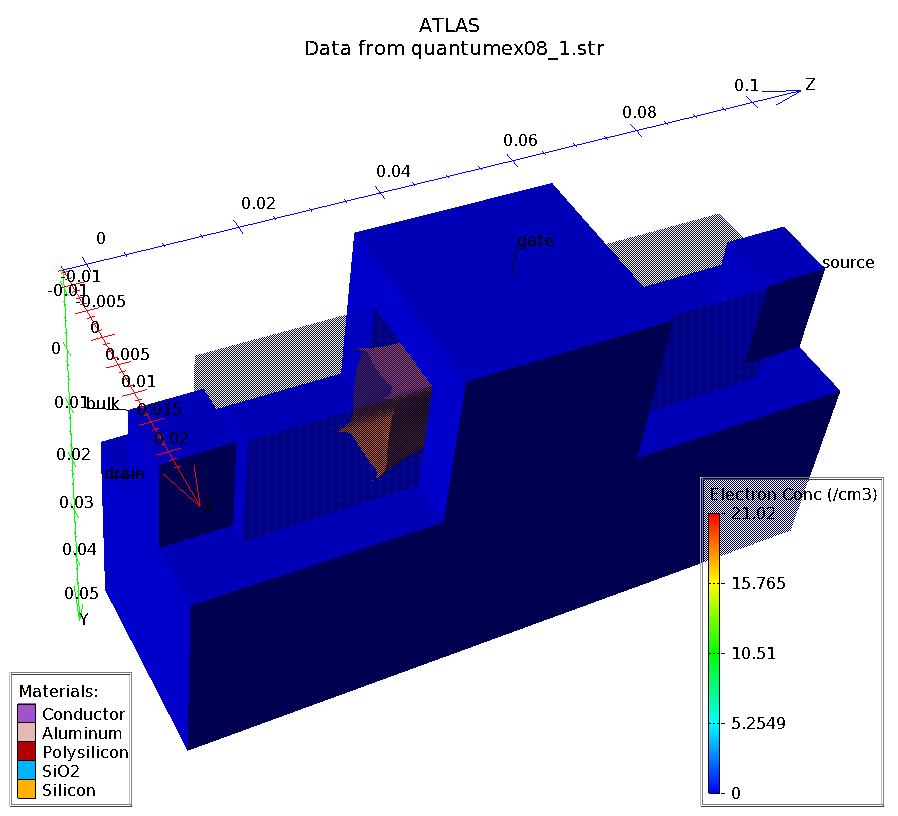 ATLAS
Data from quantumex08_1.str
Z
0.1
0.08
0.06
0.04
0.02
0
gate
source
-0.01
-0.01
-0.005
0
0
0.005
0.01
0.01
bulk
0.015
0.02
0.02
drain
X
0.03
0.04
0.05
Y
Electron Conc (/cm3)
21.02
15.765
10.51
5.2549
0
Materials:
Conductor
Aluminum
Polysilicon
SiO2
Silicon